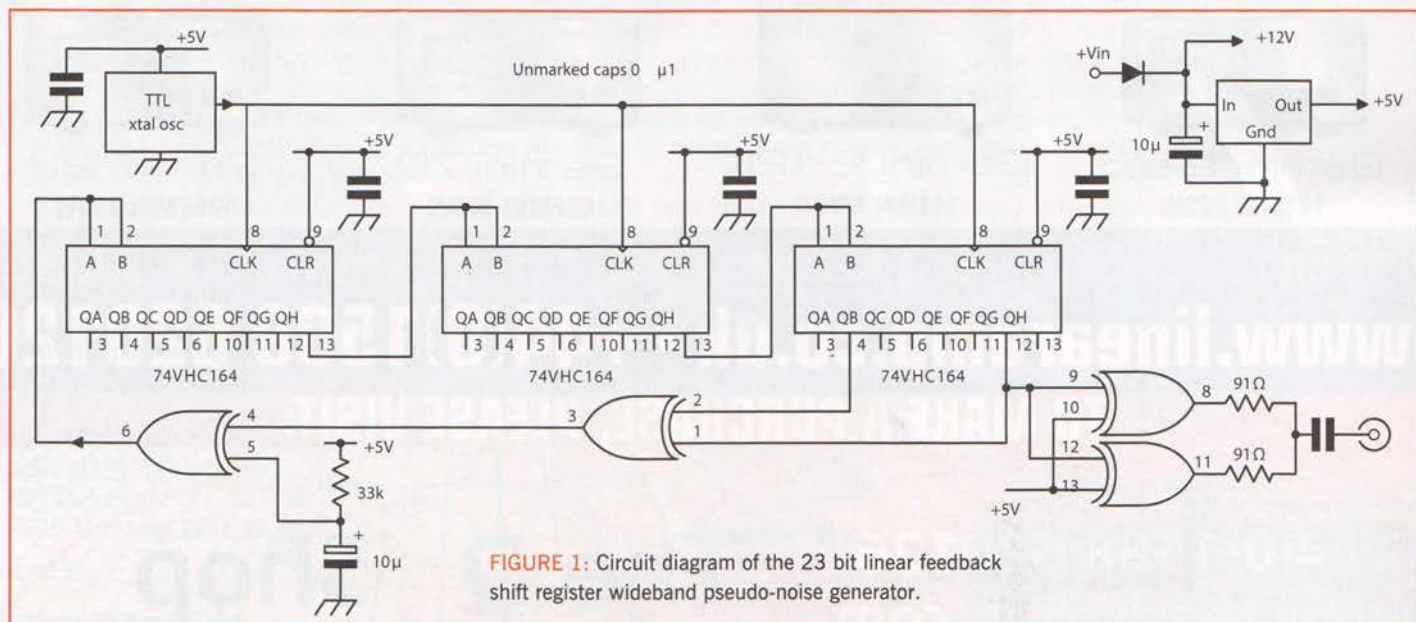 +5V
TTL
xtal osc
Unmarked caps 0 µ1
+Vin
+12V
In Out
Gnd
+5V
10µ
+
+5V
+5V
+5V
1 2 8 9
A B CLK CLR
QA QB QC QD QE QF QG QH
3 4 5 6 10 11 12 13
74VHC164
1 2 8 9
A B CLK CLR
QA QB QC QD QE QF QG QH
3 4 5 6 10 11 12 13
74VHC164
1 2 8 9
A B CLK CLR
QA QB QC QD QE QF QG QH
3 4 5 6 10 11 12 13
74VHC164
6
4
5
+5V
33k
+
10µ
3
2
1
9
10
8
91Ω
12
13
11
91Ω
+5V
FIGURE 1: Circuit diagram of the 23 bit linear feedback
shift register wideband pseudo-noise generator.